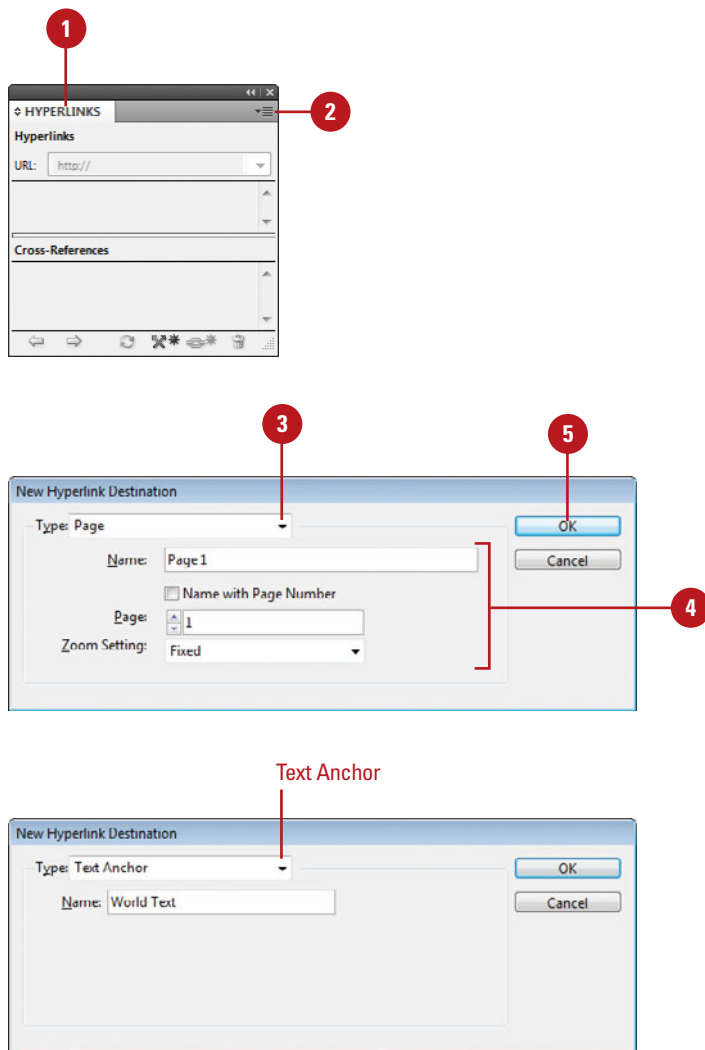 1
HYPERLINKS
2
Hyperlinks
URL: http://
Cross-References
3
5
New Hyperlink Destination
Type: Page
OK
Name: Page 1
Cancel
Name with Page Number
4
Page: 1
Zoom Setting: Fixed
Text Anchor
New Hyperlink Destination
Type: Text Anchor
OK
Name: World Text
Cancel